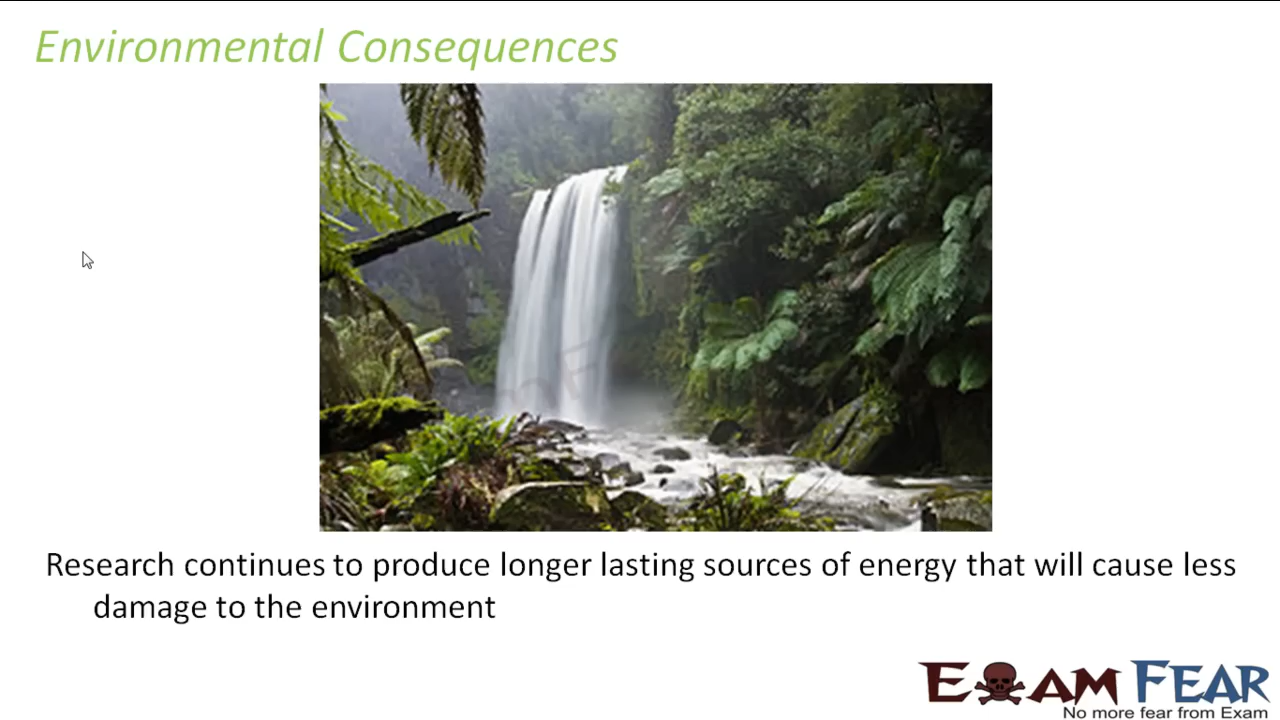 Environmental Consequences
Research continues to produce longer lasting sources of energy that will cause less
damage to the environment
EXAM FEAR
No more fear from Exam